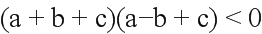 (a + b + c)(a–b + c) < 0